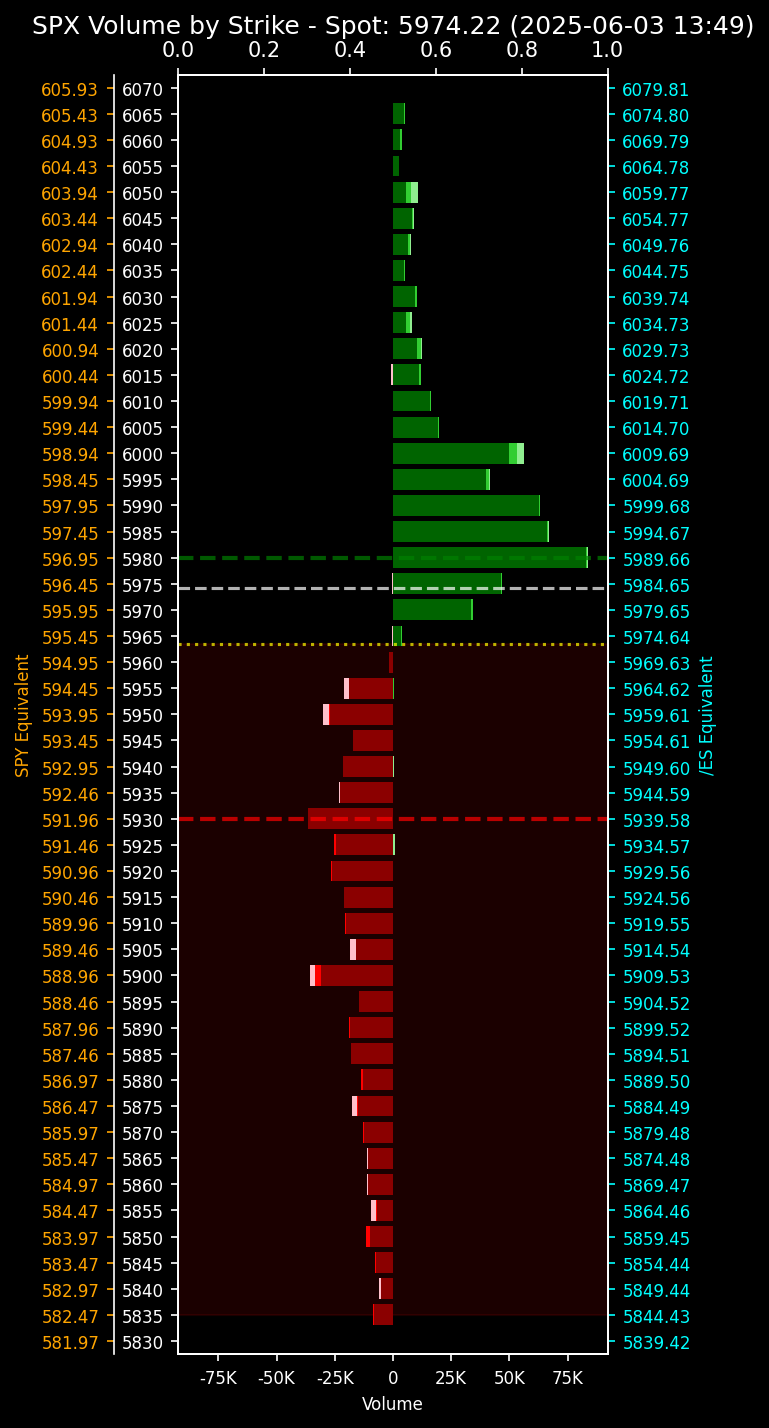 SPX Volume by Strike - Spot: 5974.22 (2025-06-03 13:49)
0.0 0.2 0.4 0.6 0.8 1.0
605.93 6070 6079.81
605.43 6065 6074.80
604.93 6060 6069.79
604.43 6055 6064.78
603.94 6050 6059.77
603.44 6045 6054.77
602.94 6040 6049.76
602.44 6035 6044.75
601.94 6030 6039.74
601.44 6025 6034.73
600.94 6020 6029.73
600.44 6015 6024.72
599.94 6010 6019.71
599.44 6005 6014.70
598.94 6000 6009.69
598.45 5995 6004.69
597.95 5990 5999.68
597.45 5985 5994.67
596.95 5980 5989.66
596.45 5975 5984.65
595.95 5970 5979.65
595.45 5965 5974.64
594.95 5960 5969.63
594.45 5955 5964.62
593.95 5950 5959.61
593.45 5945 5954.61
592.95 5940 5949.60
592.46 5935 5944.59
591.96 5930 5939.58
591.46 5925 5934.57
590.96 5920 5929.56
590.46 5915 5924.56
589.96 5910 5919.55
589.46 5905 5914.54
588.96 5900 5909.53
588.46 5895 5904.52
587.96 5890 5899.52
587.46 5885 5894.51
586.97 5880 5889.50
586.47 5875 5884.49
585.97 5870 5879.48
585.47 5865 5874.48
584.97 5860 5869.47
584.47 5855 5864.46
583.97 5850 5859.45
583.47 5845 5854.44
582.97 5840 5849.44
582.47 5835 5844.43
581.97 5830 5839.42
SPY Equivalent
/ES Equivalent
-75K -50K -25K 0 25K 50K 75K
Volume